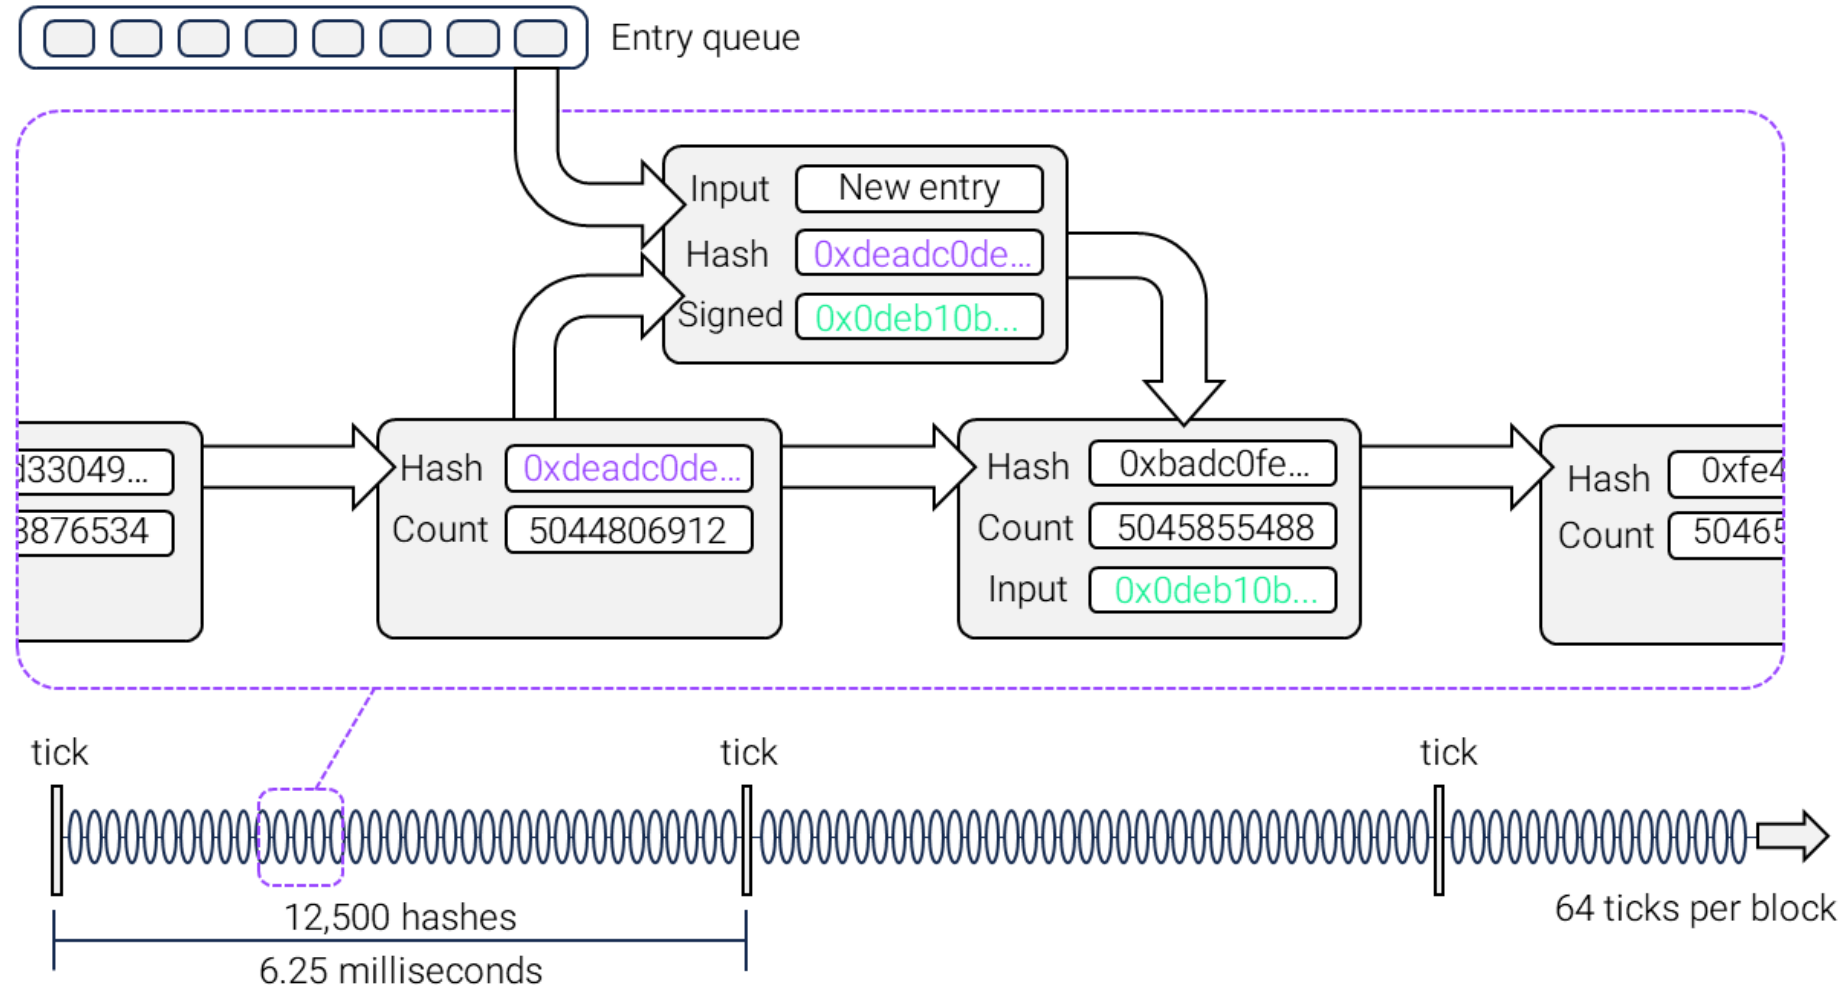 Entry queue
Input New entry
Hash 0xdeadc0de...
Signed 0x0deb10b...
d33049...
3876534
Hash 0xdeadc0de...
Count 5044806912
Hash 0xbadc0fe...
Count 5045855488
Input 0x0deb10b...
Hash 0xfe4
Count 50465
tick
tick
tick
12,500 hashes
6.25 milliseconds
64 ticks per block